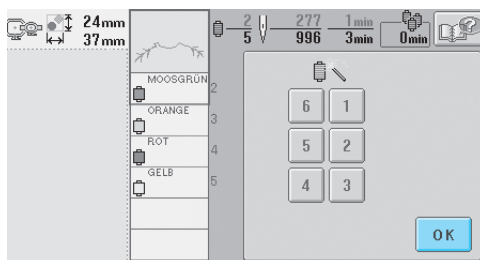 24mm
37mm
2 277 1min
5 996 3min 0min
MOOSGRÜN 2
ORANGE 3
ROT 4
GELB 5
6 1
5 2
4 3
OK